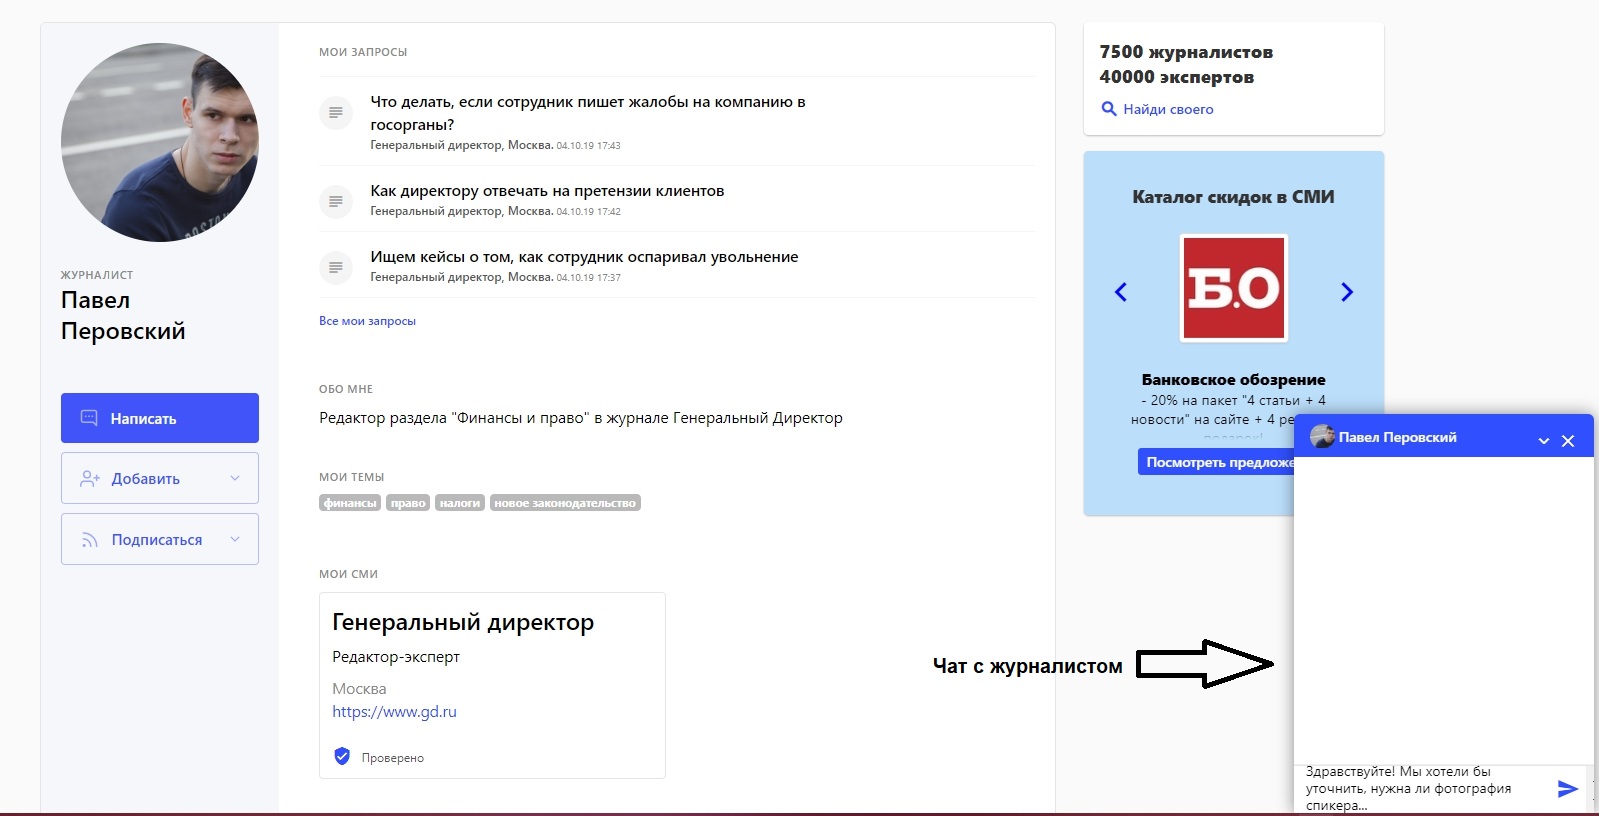 МОИ ЗАПРОСЫ
Что делать, если сотрудник пишет жалобы на компанию в
госорганы?
Генеральный директор, Москва. 04.10.19 17:43
Как директору отвечать на претензии клиентов
Генеральный директор, Москва. 04.10.19 17:42
Ищем кейсы о том, как сотрудник оспаривал увольнение
Генеральный директор, Москва. 04.10.19 17:37
Все мои запросы
ЖУРНАЛИСТ
Павел
Перовский
Написать
Добавить
Подписаться
ОБО МНЕ
Редактор раздела "Финансы и право" в журнале Генеральный Директор
МОИ ТЕМЫ
финансы право налоги новое законодательство
МОИ СМИ
Генеральный директор
Редактор-эксперт
Москва
https://www.gd.ru
Проверено
7500 журналистов
40000 экспертов
Найди своего
Каталог скидок в СМИ
Б.О
Банковское обозрение
- 20% на пакет "4 статьи + 4
новости" на сайте + 4 ре
Посмотреть предложе
Чат с журналистом
Павел Перовский
Здравствуйте! Мы хотели бы
уточнить, нужна ли фотография
спикера...